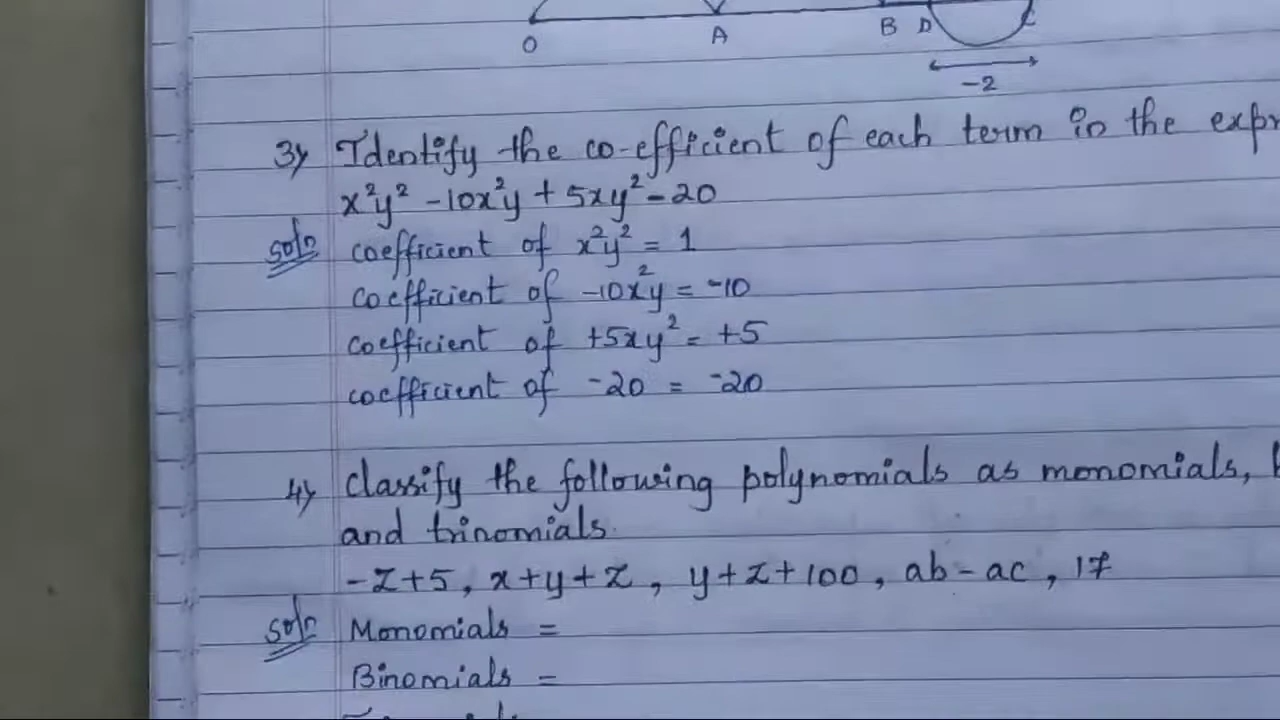 O A B D C
-2
3) Identify the co-efficient of each term in the
x²y² - 10x²y + 5xy² - 20
Soln coefficient of x²y² = 1
coefficient of -10x²y = -10
coefficient of +5xy² = +5
coefficient of -20 = -20
4) Classify the following polynomials as monomials,
and trinomials.
-z+5, x+y+z, y+z+100, ab-ac, 17
Soln Monomials =
Binomials =